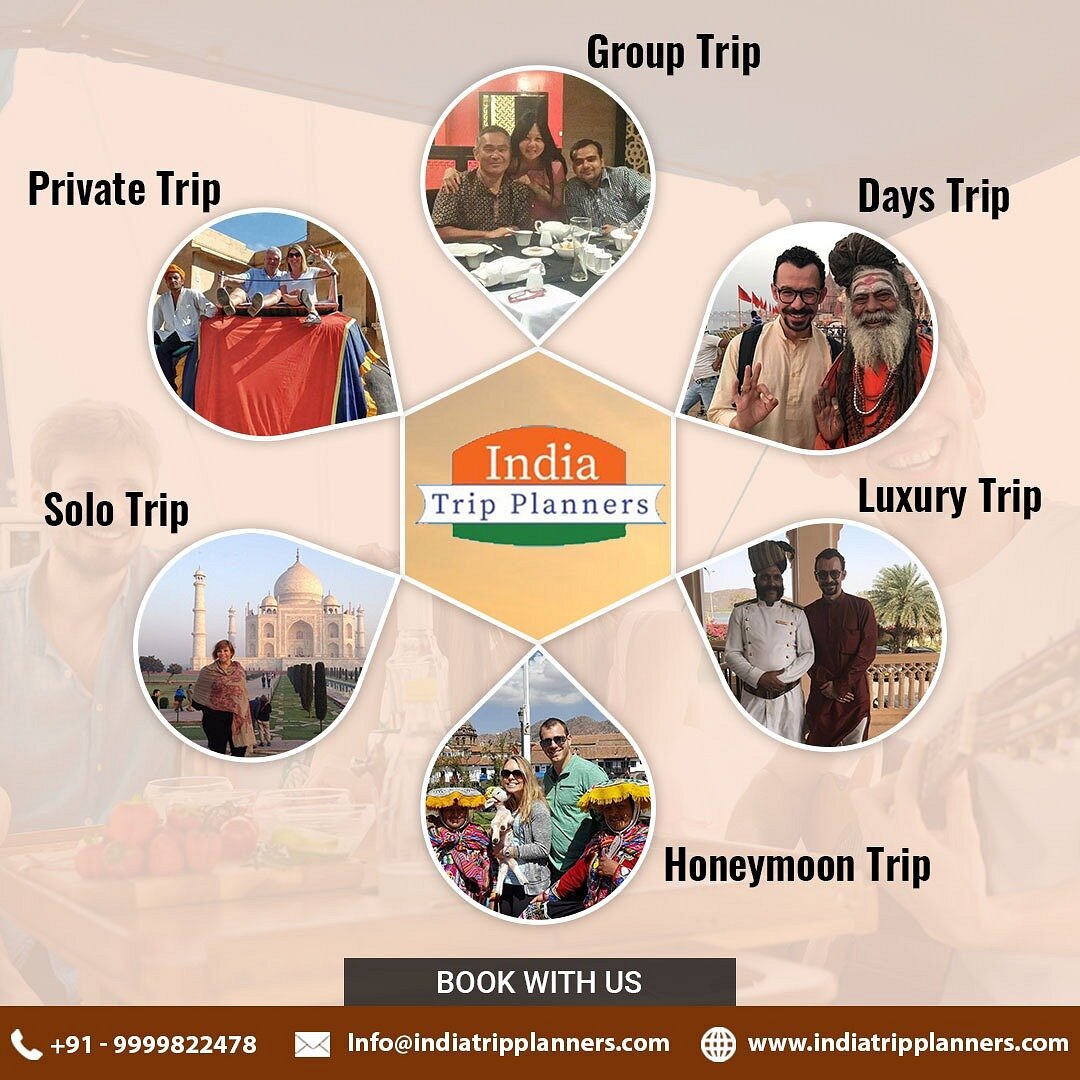 Group Trip
Private Trip
Days Trip
India
Trip Planners
Solo Trip
Luxury Trip
Honeymoon Trip
BOOK WITH US
+91 - 9999822478
Info@indiatripplanners.com
www.indiatripplanners.com